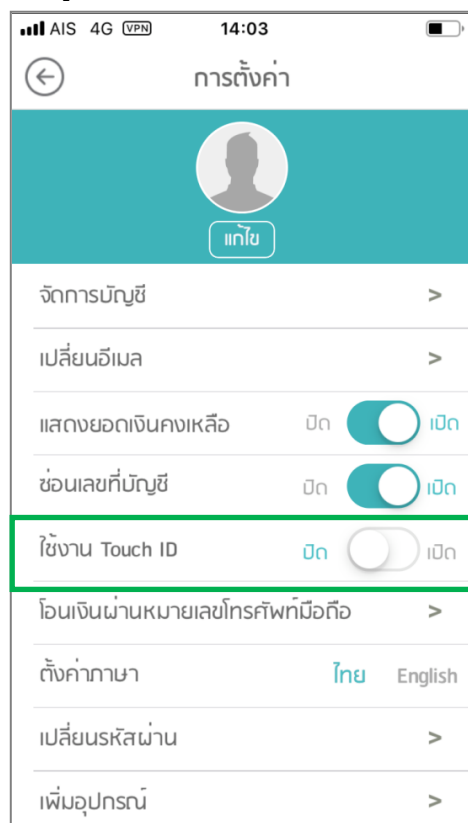 AIS 4G VPN 14:03
การตั้งค่า
แก้ไข
จัดการบัญชี >
เปลี่ยนอีเมล >
แสดงยอดเงินคงเหลือ ปิด เปิด
ซ่อนเลขที่บัญชี ปิด เปิด
ใช้งาน Touch ID ปิด เปิด
โอนเงินผ่านหมายเลขโทรศัพท์มือถือ >
ตั้งค่าภาษา ไทย English
เปลี่ยนรหัสผ่าน >
เพิ่มอุปกรณ์ >